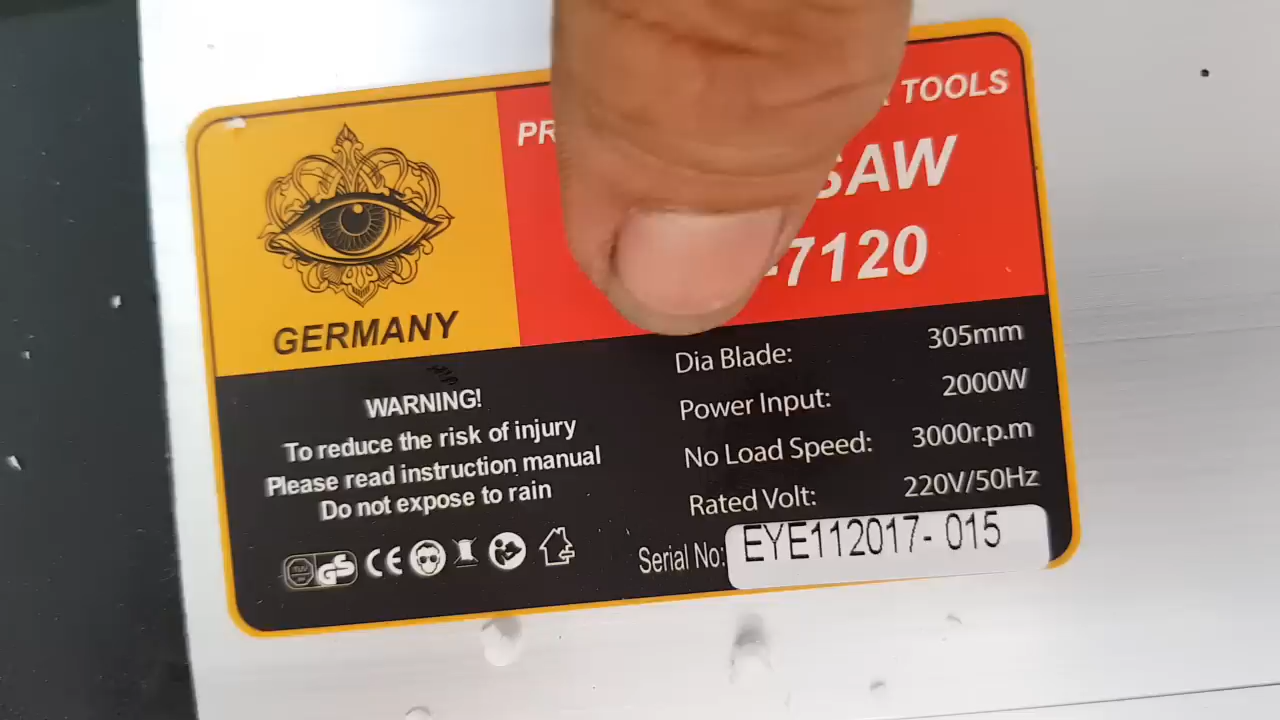 TOOLS
SAW
-7120
GERMANY
WARNING!
To reduce the risk of injury
Please read instruction manual
Do not expose to rain
Dia Blade: 305mm
Power Input: 2000W
No Load Speed: 3000r.p.m
Rated Volt: 220V/50Hz
Serial No: EYE112017- 015
GS CE